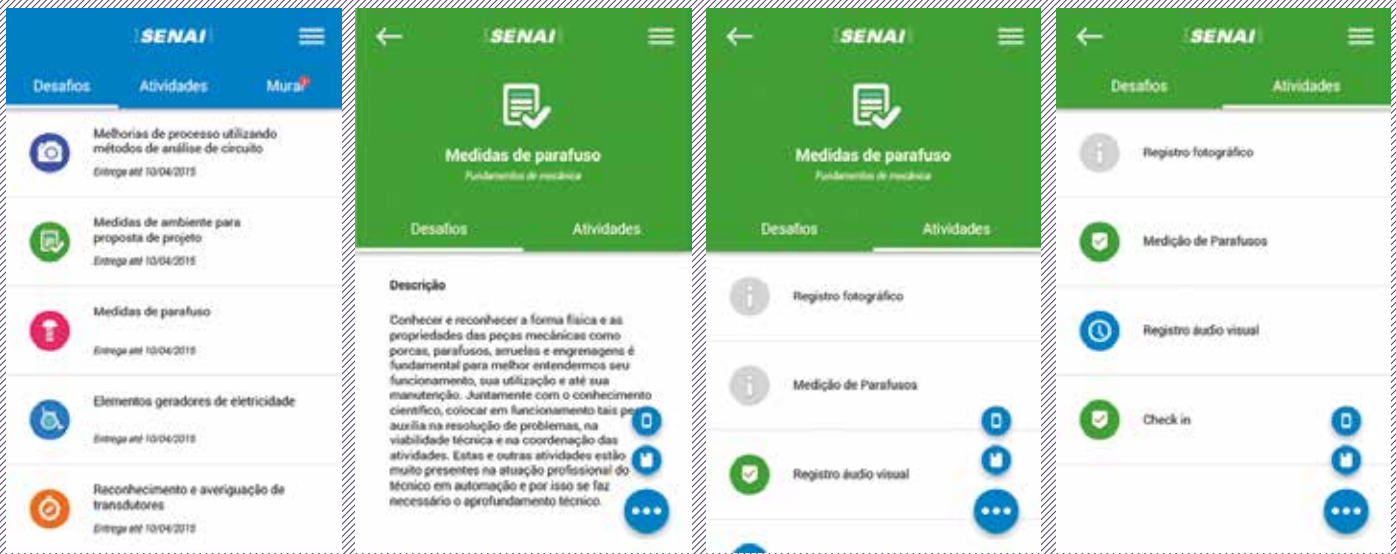 SENAI
Desafios Atividades Mural
Melhorias de processo utilizando
métodos de análise de circuito
Entrega até 10/04/2015
Medidas de ambiente para
proposta de projeto
Entrega até 10/04/2015
Medidas de parafuso
Entrega até 10/04/2015
Elementos geradores de eletricidade
Entrega até 10/04/2015
Reconhecimento e averiguação de
transdutores
Entrega até 10/04/2015
SENAI
Medidas de parafuso
Fundamentos de mecânica
Desafios Atividades
Descrição
Conhecer e reconhecer a forma física e as
propriedades das peças mecânicas como
porcas, parafusos, arruelas e engrenagens é
fundamental para melhor entendermos seu
funcionamento, sua utilização e até sua
manutenção. Juntamente com o conhecimento
científico, colocar em funcionamento tais
auxilia na resolução de problemas, na
viabilidade técnica e na coordenação das
atividades. Estas e outras atividades estão
muito presentes na atuação profissional do
técnico em automação e por isso se faz
necessário o aprofundamento técnico.
SENAI
Medidas de parafuso
Fundamentos de mecânica
Desafios Atividades
Registro fotográfico
Medição de Parafusos
Registro áudio visual
SENAI
Desafios Atividades
Registro fotográfico
Medição de Parafusos
Registro áudio visual
Check in